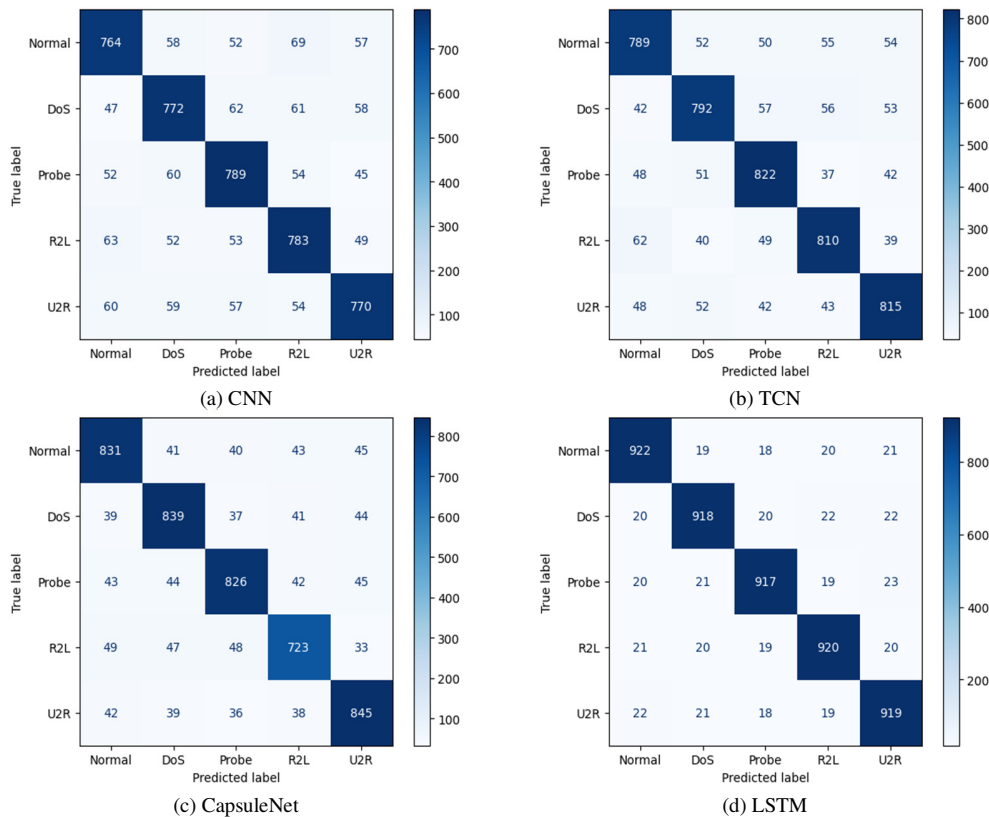 Normal 764 58 52 69 57
DoS 47 772 62 61 58
Probe 52 60 789 54 45
R2L 63 52 53 783 49
U2R 60 59 57 54 770
Normal DoS Probe R2L U2R
Predicted label
True label
700
600
500
400
300
200
100
(a) CNN
Normal 789 52 50 55 54
DoS 42 792 57 56 53
Probe 48 51 822 37 42
R2L 62 40 49 810 39
U2R 48 52 42 43 815
Normal DoS Probe R2L U2R
Predicted label
True label
800
700
600
500
400
300
200
100
(b) TCN
Normal 831 41 40 43 45
DoS 39 839 37 41 44
Probe 43 44 826 42 45
R2L 49 47 48 723 33
U2R 42 39 36 38 845
Normal DoS Probe R2L U2R
Predicted label
True label
800
700
600
500
400
300
200
100
(c) CapsuleNet
Normal 922 19 18 20 21
DoS 20 918 20 22 22
Probe 20 21 917 19 23
R2L 21 20 19 920 20
U2R 22 21 18 19 919
Normal DoS Probe R2L U2R
Predicted label
True label
800
600
400
200
(d) LSTM